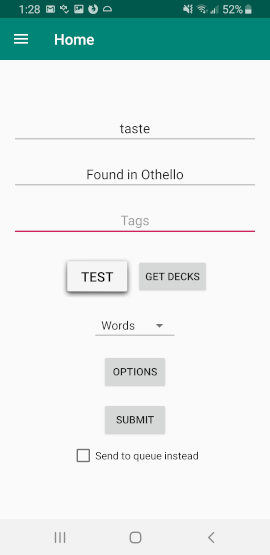 1:28 52%
Home
taste
Found in Othello
Tags
TEST GET DECKS
Words
OPTIONS
SUBMIT
Send to queue instead